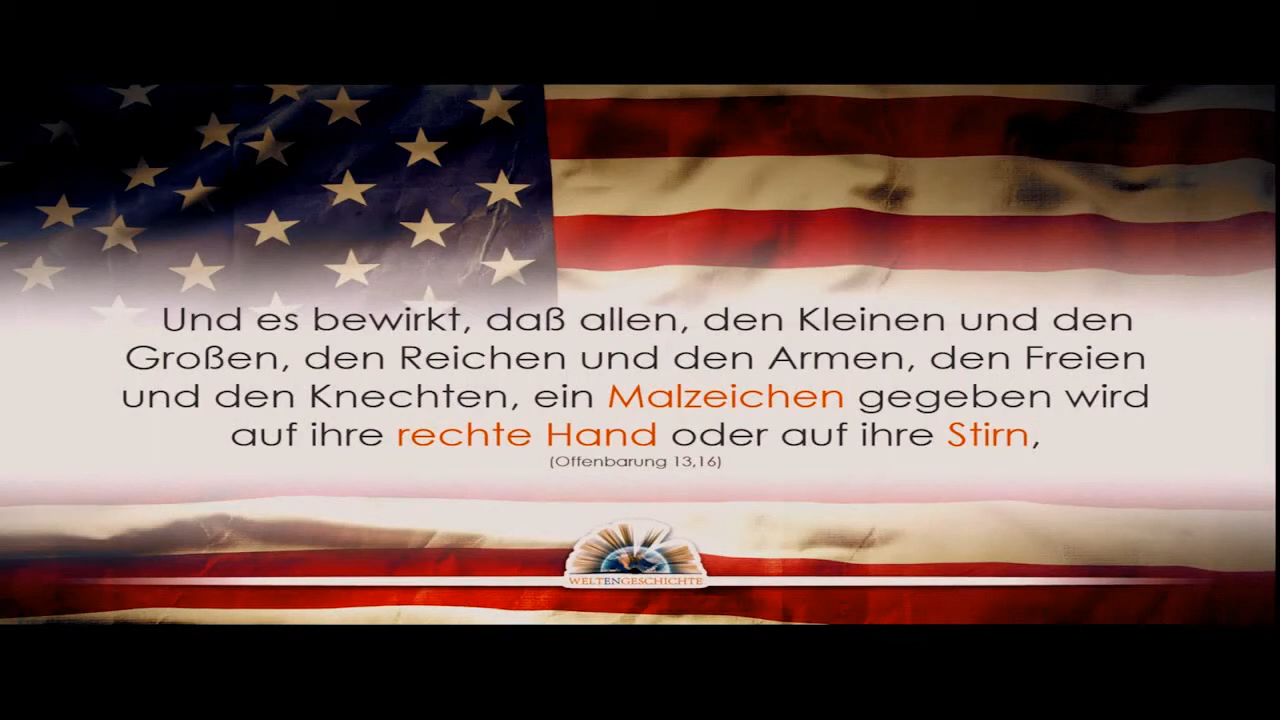 Und es bewirkt, daß allen, den Kleinen und den
Großen, den Reichen und den Armen, den Freien
und den Knechten, ein Malzeichen gegeben wird
auf ihre rechte Hand oder auf ihre Stirn,
(Offenbarung 13,16)
WELTENGESCHICHTE